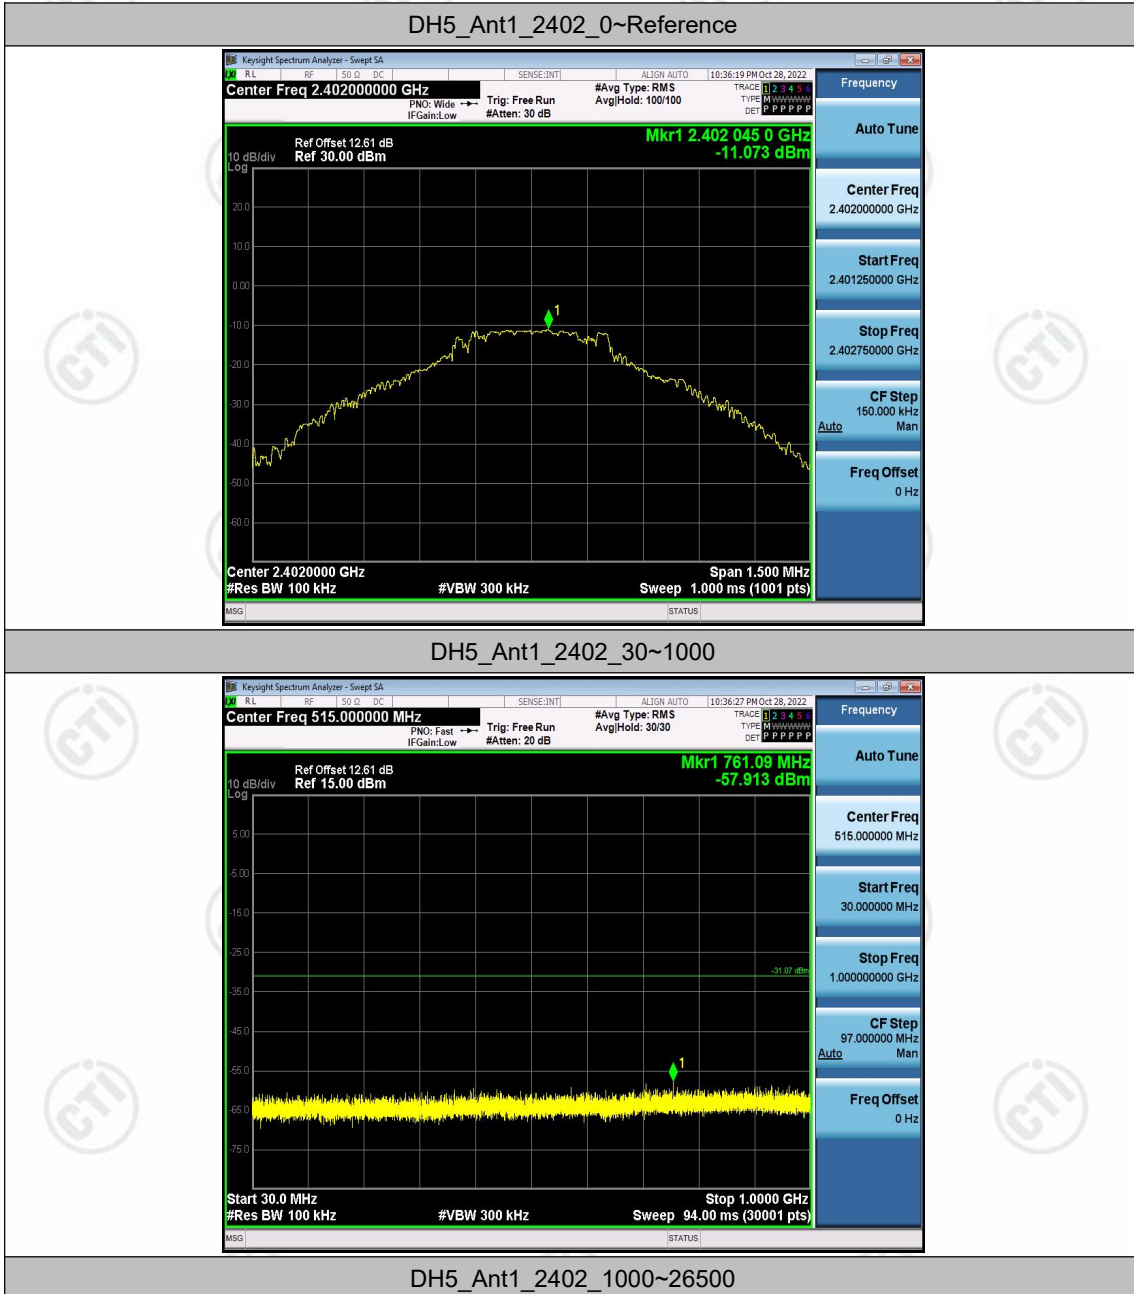 DH5_Ant1_2402_0~Reference
Keysight Spectrum Analyzer - Swept SA
LXI RL RF 50 Ω DC SENSE:INT ALIGN AUTO 10:36:19 PM Oct 28, 2022
Center Freq 2.402000000 GHz
PNO: Wide
IFGain:Low
Trig: Free Run
#Atten: 30 dB
#Avg Type: RMS
Avg|Hold: 100/100
TRACE 1 2 3 4 5 6
TYPE M W W W W W
DET P P P P P P
Frequency
Mkr1 2.402 045 0 GHz
-11.073 dBm
Ref Offset 12.61 dB
10 dB/div Ref 30.00 dBm
Log
20.0
10.0
0.00
-10.0
-20.0
-30.0
-40.0
-50.0
-60.0
1
Center 2.4020000 GHz Span 1.500 MHz
#Res BW 100 kHz #VBW 300 kHz Sweep 1.000 ms (1001 pts)
MSG STATUS
Auto Tune
Center Freq
2.402000000 GHz
Start Freq
2.401250000 GHz
Stop Freq
2.402750000 GHz
CF Step
150.000 kHz
Auto Man
Freq Offset
0 Hz
DH5_Ant1_2402_30~1000
Keysight Spectrum Analyzer - Swept SA
LXI RL RF 50 Ω DC SENSE:INT ALIGN AUTO 10:36:27 PM Oct 28, 2022
Center Freq 515.000000 MHz
PNO: Fast
IFGain:Low
Trig: Free Run
#Atten: 20 dB
#Avg Type: RMS
Avg|Hold: 30/30
TRACE 1 2 3 4 5 6
TYPE M W W W W W
DET P P P P P P
Frequency
Mkr1 761.09 MHz
-57.913 dBm
Ref Offset 12.61 dB
10 dB/div Ref 15.00 dBm
Log
5.00
-5.00
-15.0
-25.0
-35.0
-45.0
-55.0
-65.0
-75.0
-31.07 dBm
1
Start 30.0 MHz Stop 1.0000 GHz
#Res BW 100 kHz #VBW 300 kHz Sweep 94.00 ms (30001 pts)
MSG STATUS
Auto Tune
Center Freq
515.000000 MHz
Start Freq
30.000000 MHz
Stop Freq
1.000000000 GHz
CF Step
97.000000 MHz
Auto Man
Freq Offset
0 Hz
DH5_Ant1_2402_1000~26500
CTI
CTI
CTI
CTI
CTI
CTI